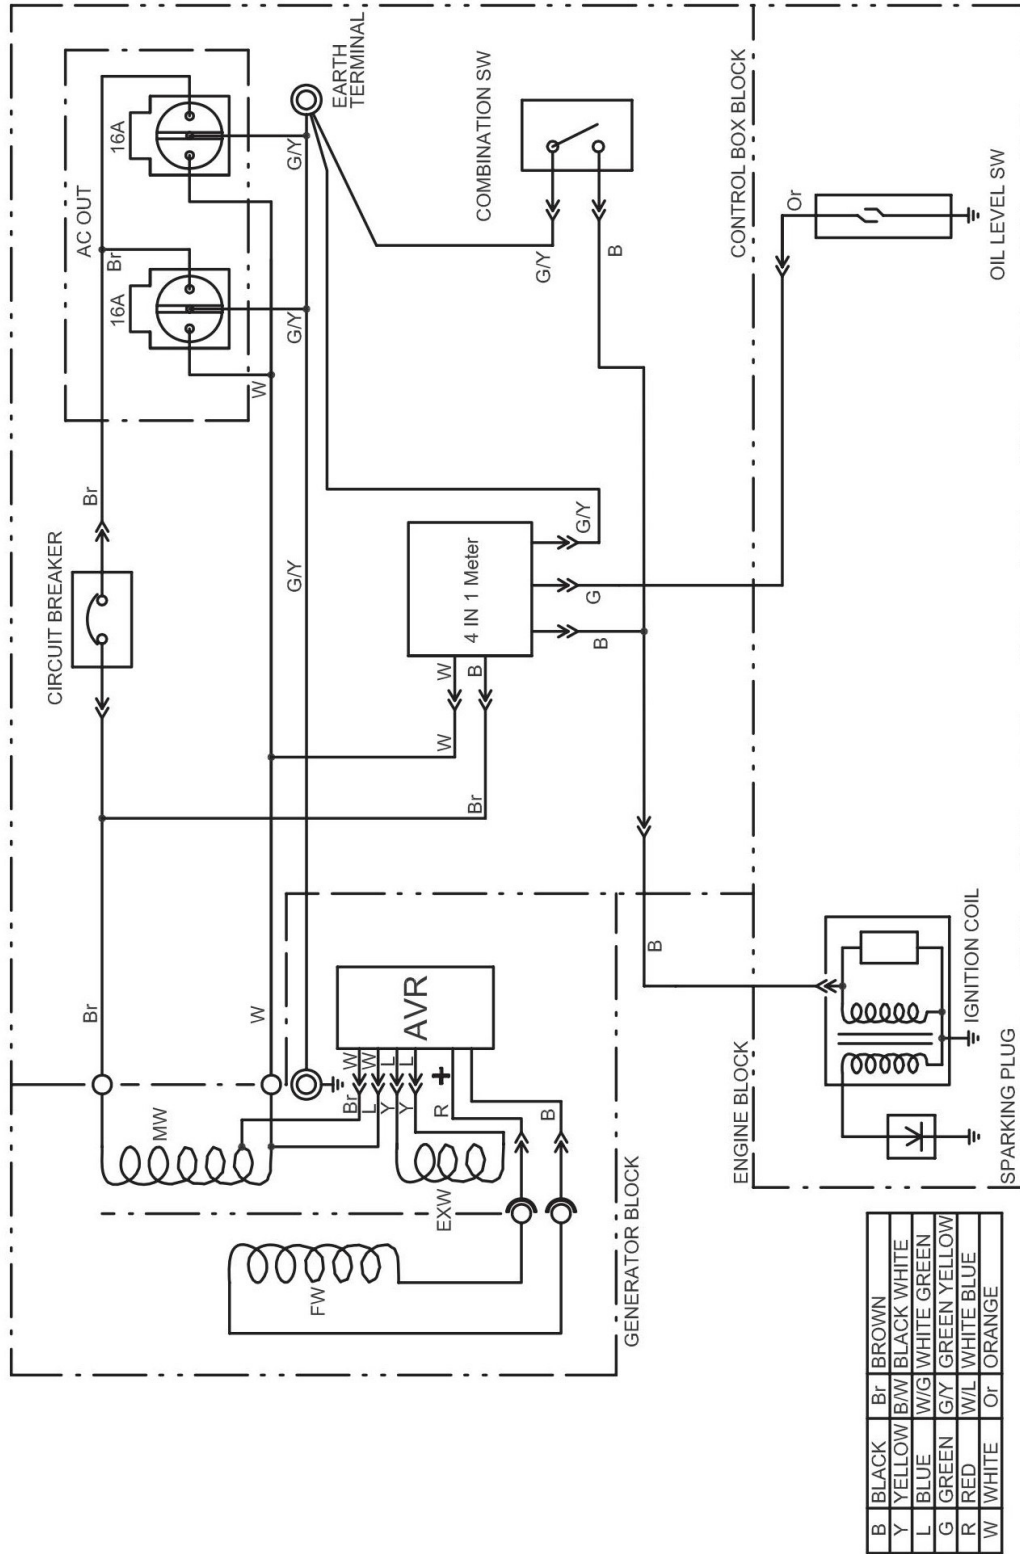 GENERATOR BLOCK
FW
MW
EXW
Br
L
Y
Y
R
B
W
W
L
L
+
AVR
Br
W
ENGINE BLOCK
B
SPARKING PLUG
IGNITION COIL
CIRCUIT BREAKER
Br
G/Y
W
Br
W
B
4 IN 1 Meter
B
G
G/Y
AC OUT
16A
16A
Br
W
G/Y
G/Y
EARTH TERMINAL
COMBINATION SW
G/Y
B
CONTROL BOX BLOCK
Or
OIL LEVEL SW
B BLACK Br BROWN
Y YELLOW B/W BLACK WHITE
L BLUE W/G WHITE GREEN
G GREEN G/Y GREEN YELLOW
R RED W/L WHITE BLUE
W WHITE Or ORANGE